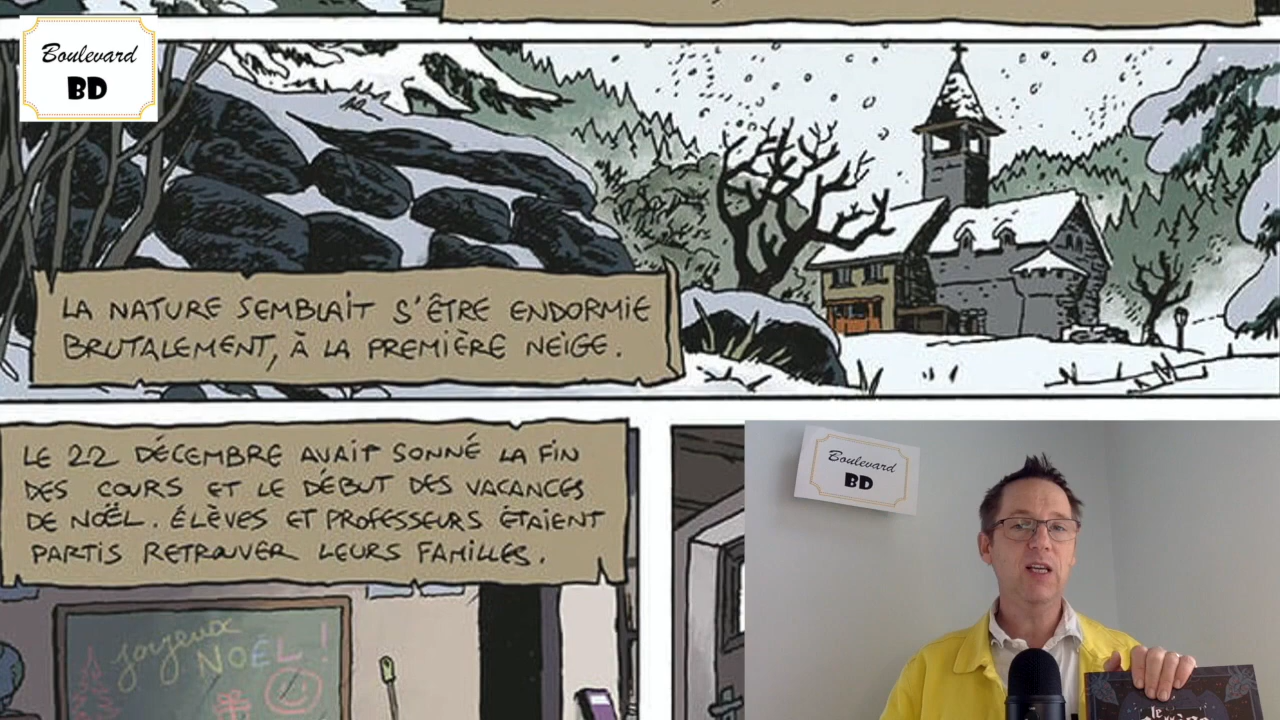 Boulevard
BD
LA NATURE SEMBLAIT S'ÊTRE ENDORMIE
BRUTALEMENT, À LA PREMIÈRE NEIGE.
LE 22 DÉCEMBRE AVAIT SONNÉ LA FIN
DES COURS ET LE DÉBUT DES VACANCES
DE NOËL. ÉLÈVES ET PROFESSEURS ÉTAIENT
PARTIS RETROUVER LEURS FAMILLES.
Joyeux
NOËL !
Boulevard
BD
le